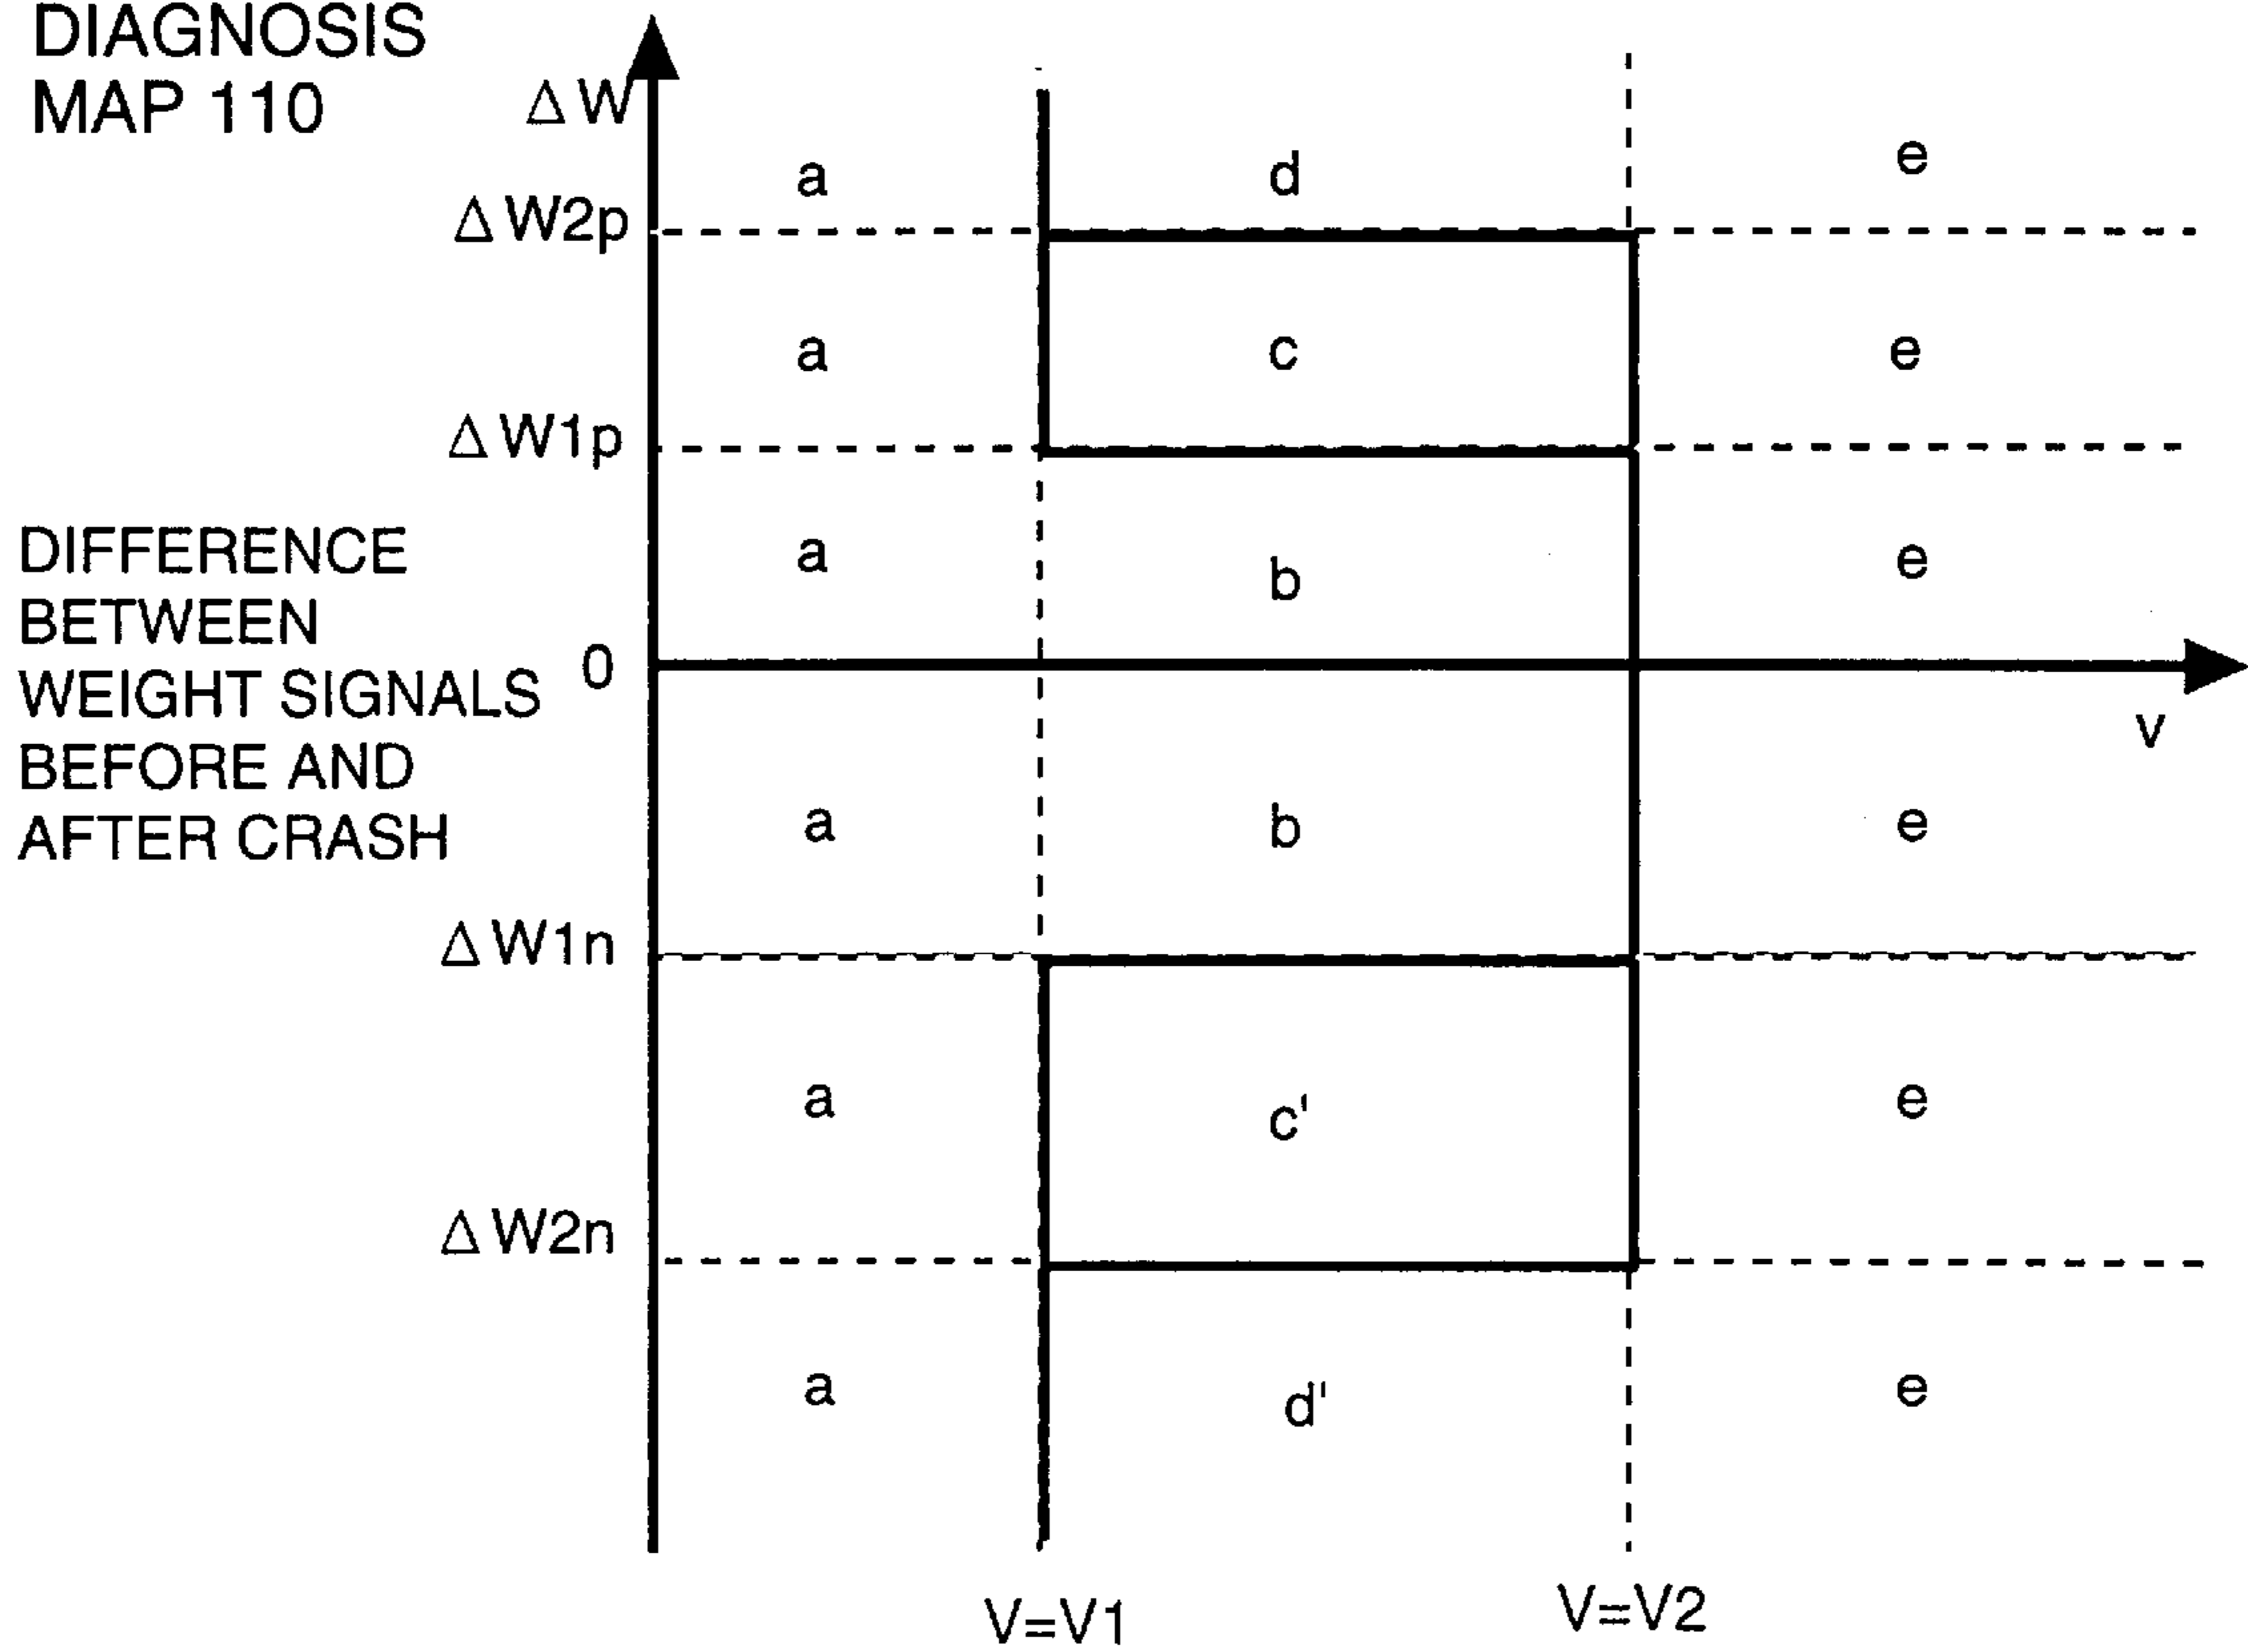 DIAGNOSIS
MAP 110
ΔW
a d e
ΔW2p
a c e
ΔW1p
DIFFERENCE
BETWEEN
WEIGHT SIGNALS
BEFORE AND
AFTER CRASH
a b e
0
v
a b e
ΔW1n
a c' e
ΔW2n
a d' e
V=V1 V=V2